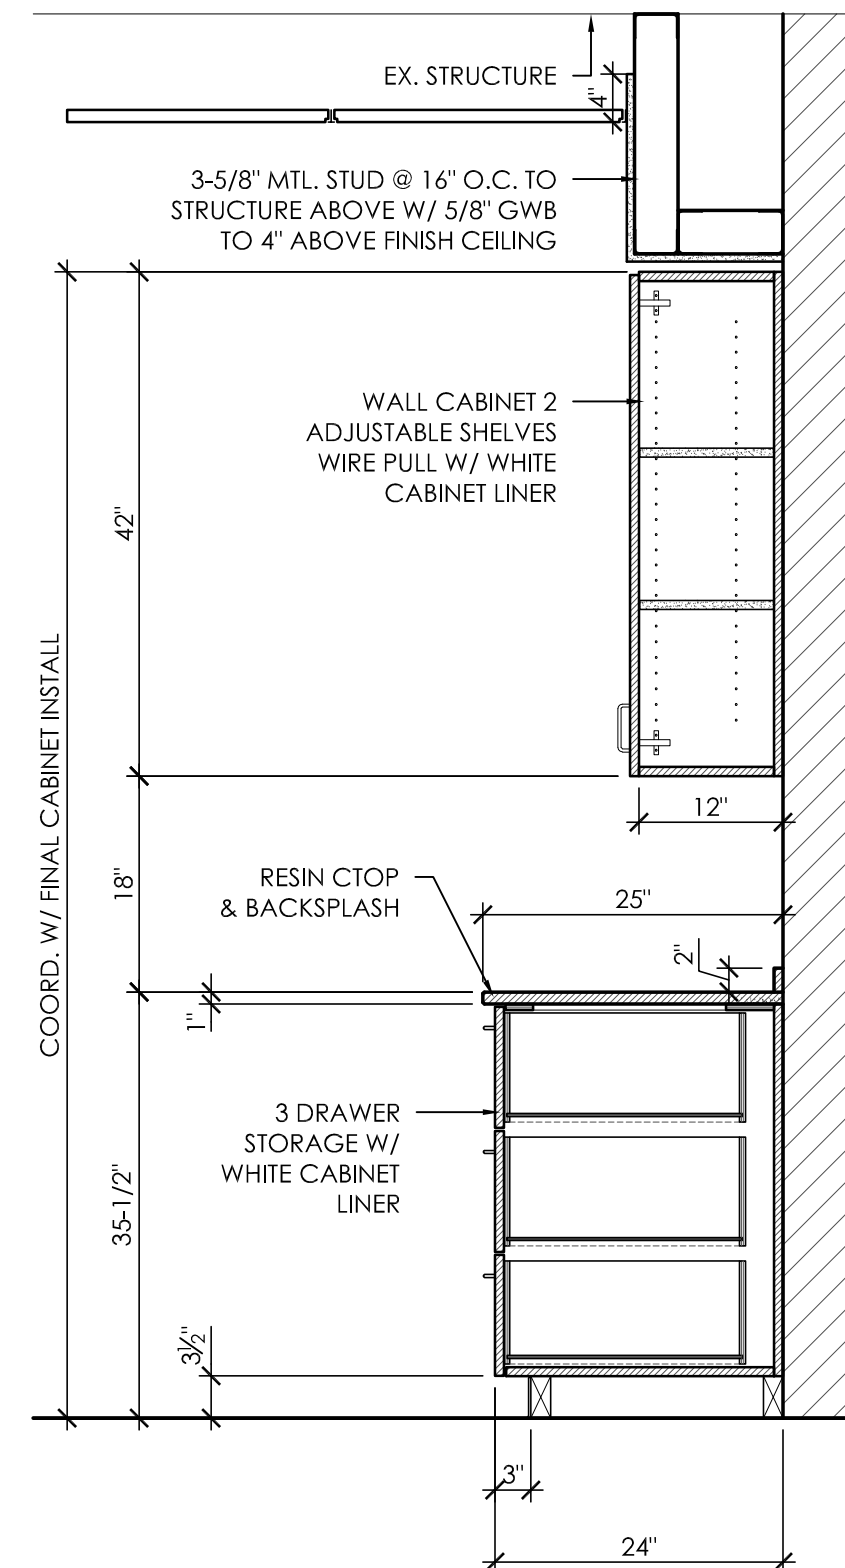 EX. STRUCTURE
4"
3-5/8" MTL. STUD @ 16" O.C. TO
STRUCTURE ABOVE W/ 5/8" GWB
TO 4" ABOVE FINISH CEILING
WALL CABINET 2
ADJUSTABLE SHELVES
WIRE PULL W/ WHITE
CABINET LINER
42"
COORD. W/ FINAL CABINET INSTALL
12"
18"
RESIN CTOP
& BACKSPLASH
25"
2"
1"
3 DRAWER
STORAGE W/
WHITE CABINET
LINER
35-1/2"
3½"
3"
24"